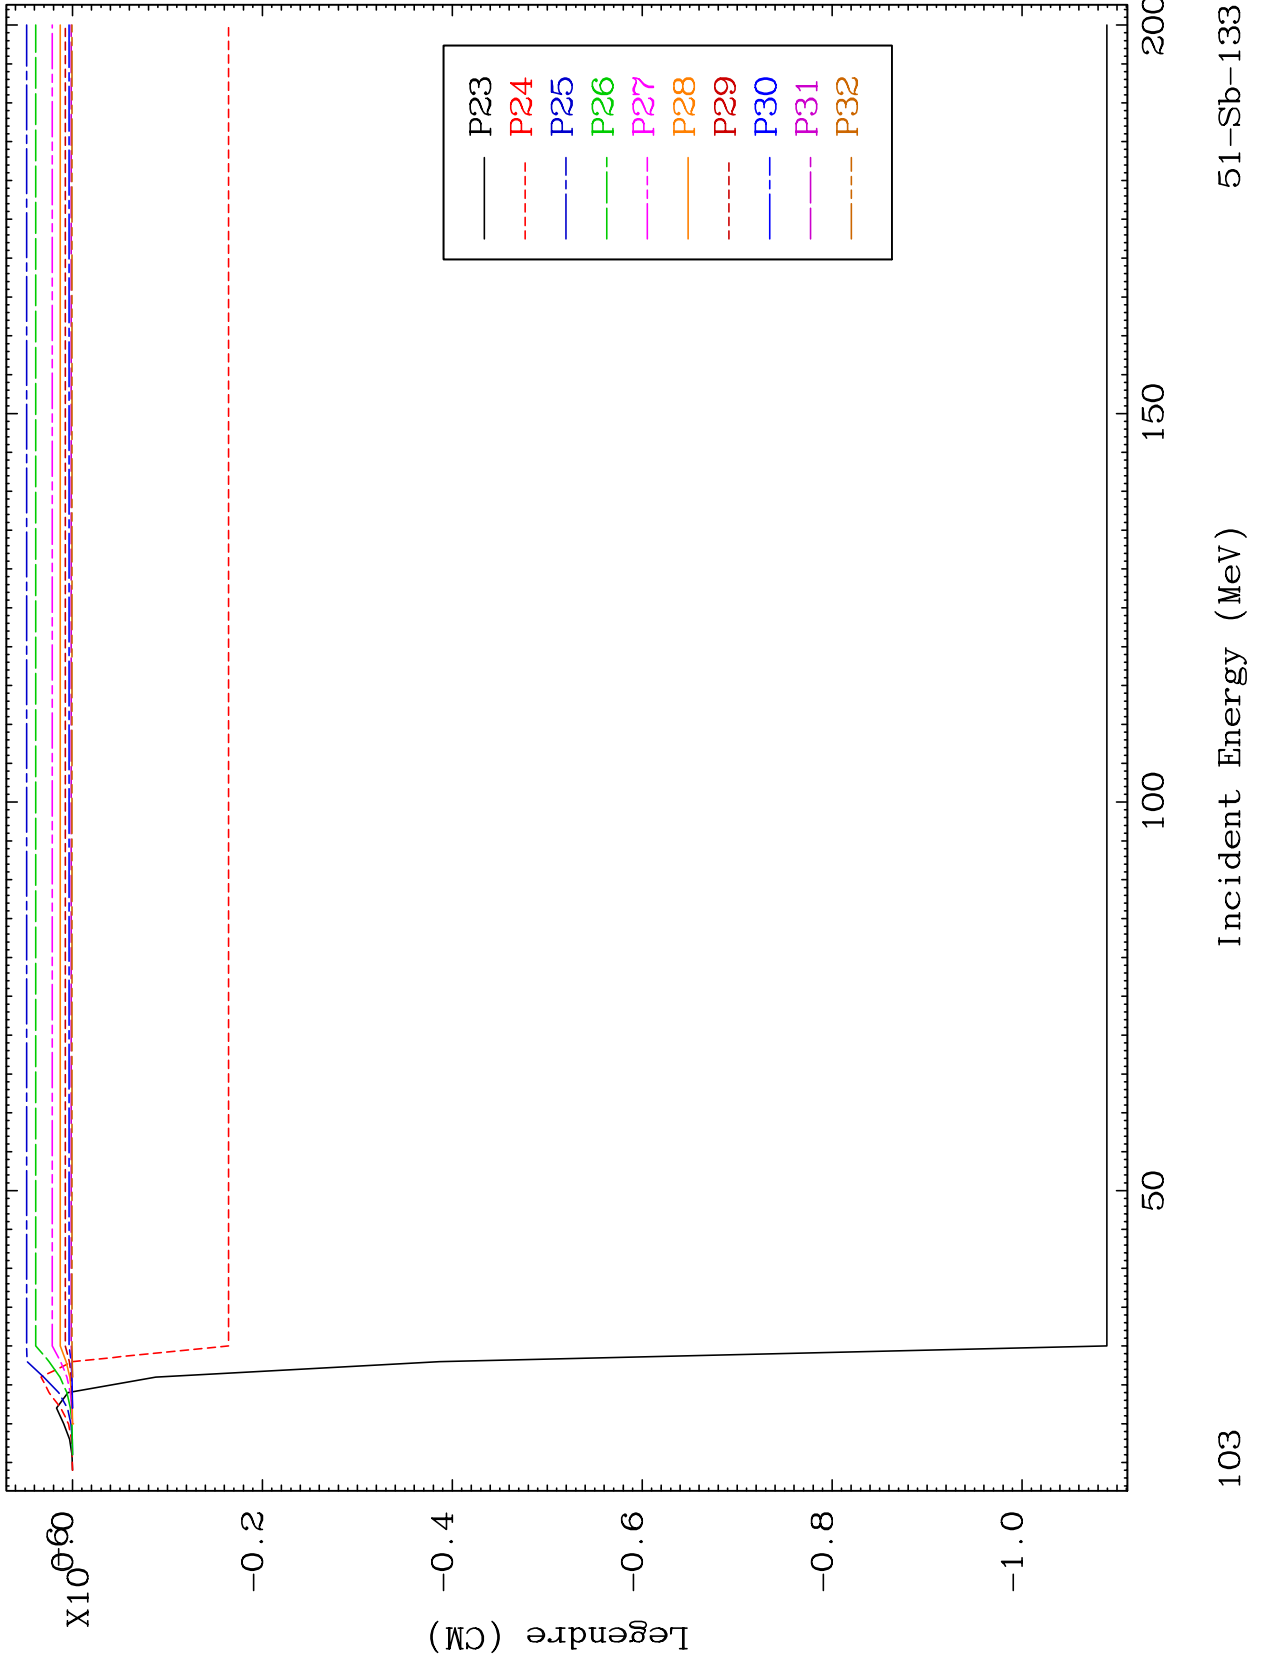 X10
-0.2
-0.4
-0.6
-0.8
-1.0
Legendre (CM)
P23
P24
P25
P26
P27
P28
P29
P30
P31
P32
50 100 150 200
103 Incident Energy (MeV) 51-Sb-133